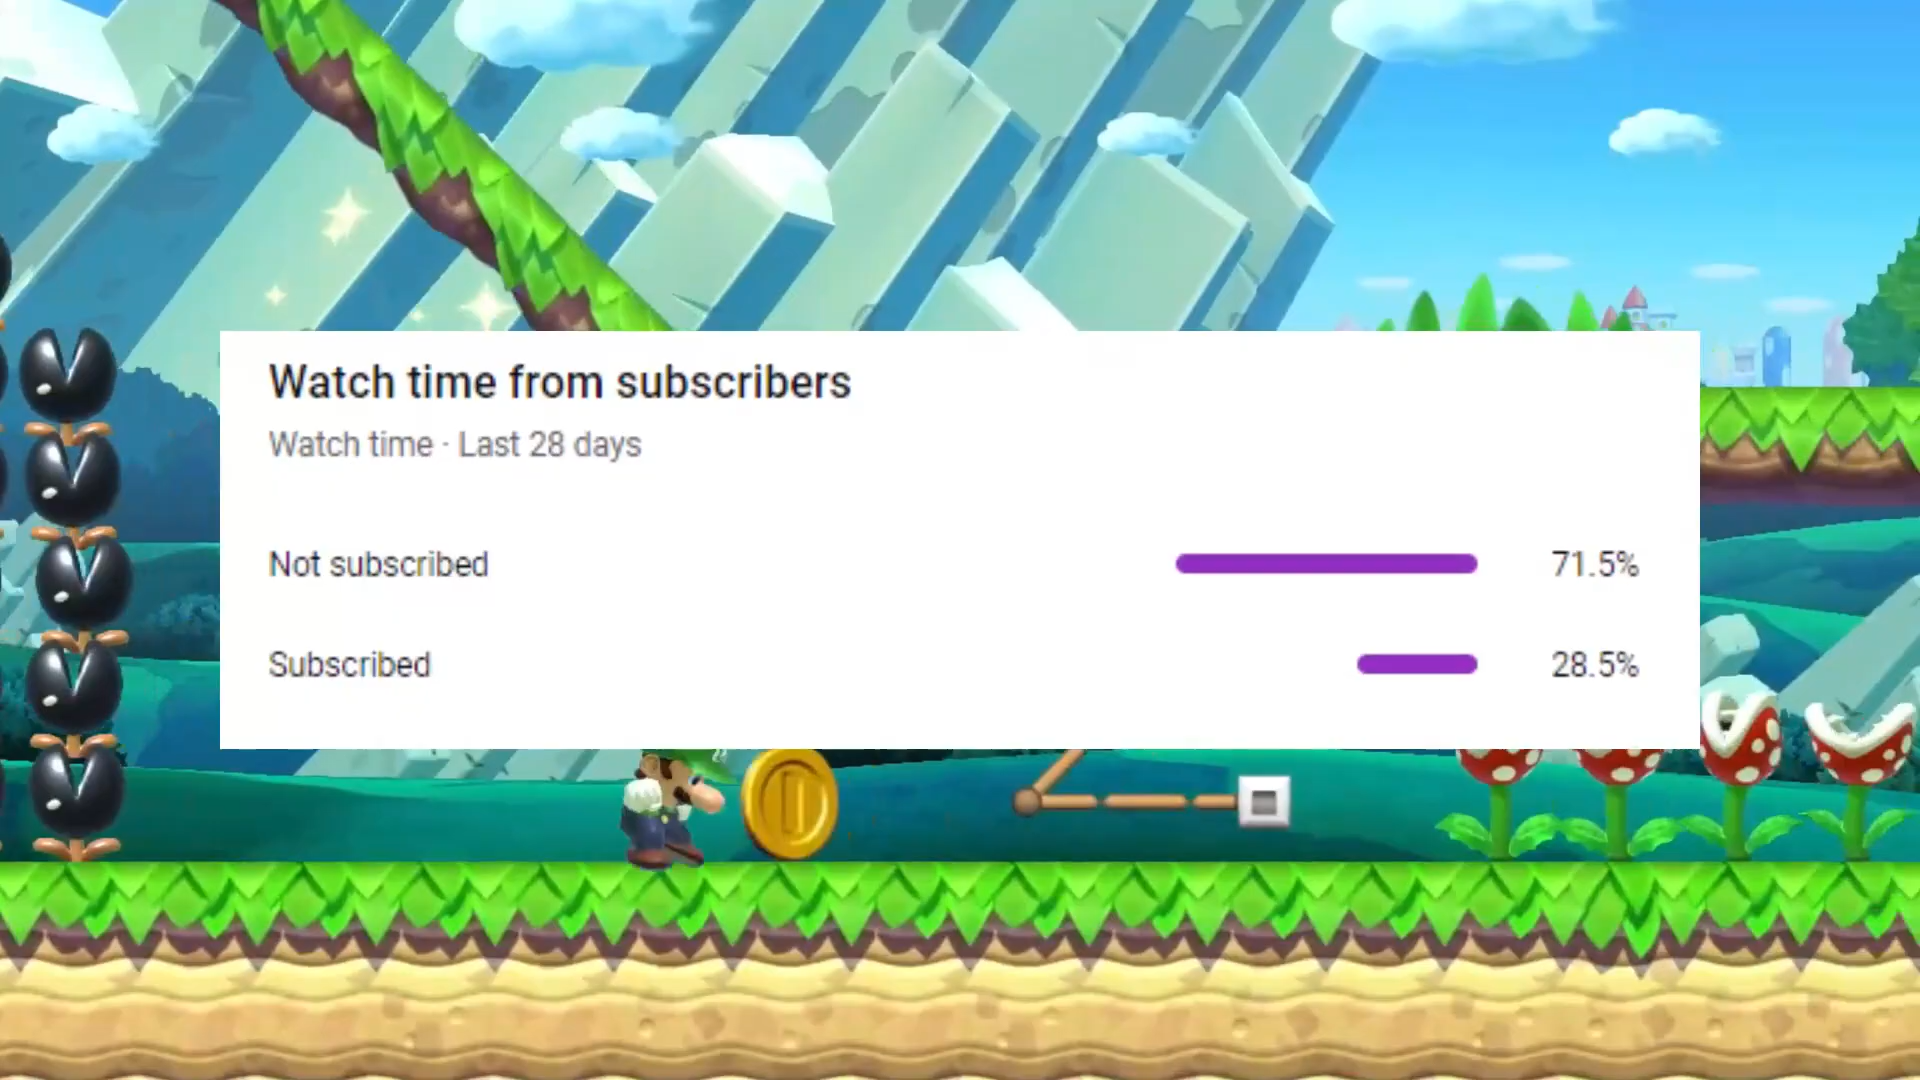 Watch time from subscribers
Watch time · Last 28 days
Not subscribed 71.5%
Subscribed 28.5%